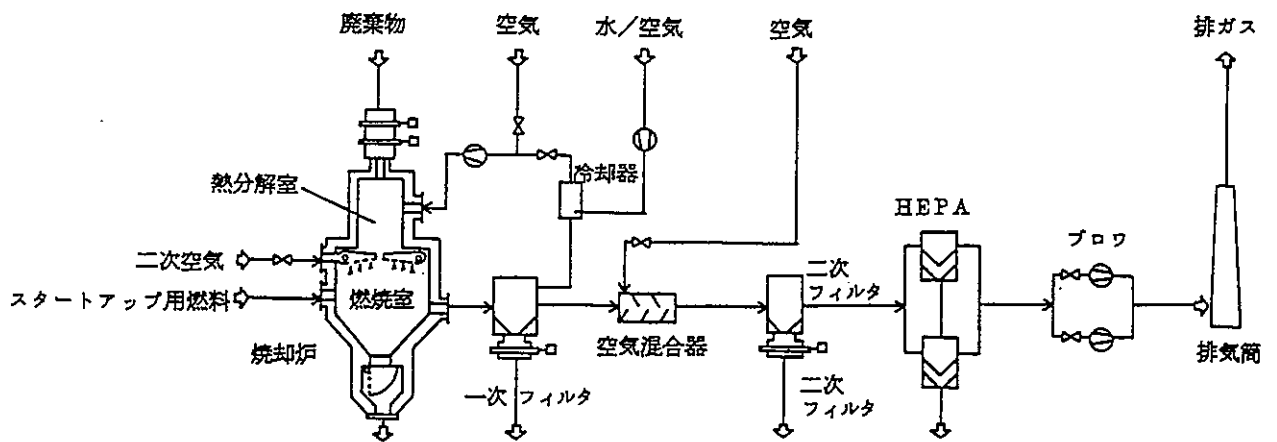 廃棄物
空気
水／空気
空気
排ガス
熱分解室
冷却器
HEPA
ブロワ
二次空気
スタートアップ用燃料
燃焼室
二次
フィルタ
焼却炉
空気混合器
排気筒
一次 フィルタ
二次
フィルタ